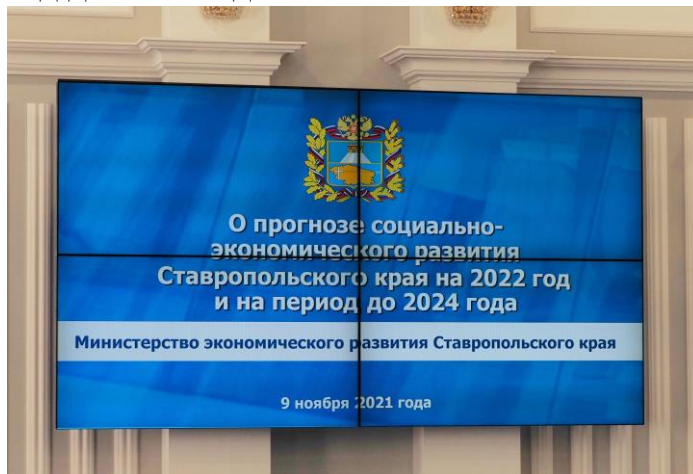 О прогнозе социально-
экономического развития
Ставропольского края на 2022 год
и на период до 2024 года
Министерство экономического развития Ставропольского края
9 ноября 2021 года